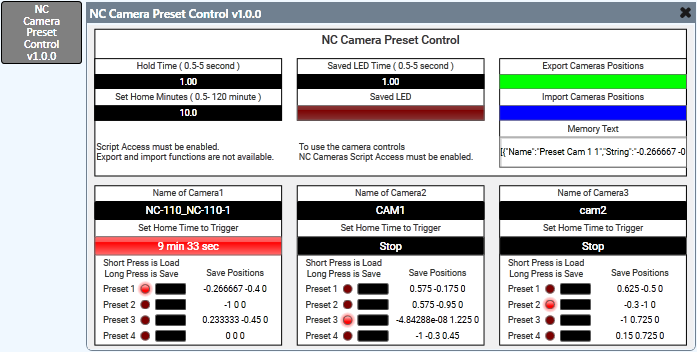 NC
Camera
Preset
Control
v1.0.0
NC Camera Preset Control v1.0.0
NC Camera Preset Control
Hold Time ( 0.5-5 second )
1.00
Set Home Minutes ( 0.5- 120 minute )
10.0
Script Access must be enabled.
Export and import functions are not available.
Saved LED Time ( 0.5-5 second )
1.00
Saved LED
To use the camera controls
NC Cameras Script Access must be enabled.
Export Cameras Positions
Import Cameras Positions
Memory Text
[{"Name":"Preset Cam 1 1","String":"-0.266667 -0
Name of Camera1
NC-110_NC-110-1
Set Home Time to Trigger
9 min 33 sec
Short Press is Load
Long Press is Save
Save Positions
Preset 1
-0.266667 -0.4 0
Preset 2
-1 0 0
Preset 3
0.233333 -0.45 0
Preset 4
0 0 0
Name of Camera2
CAM1
Set Home Time to Trigger
Stop
Short Press is Load
Long Press is Save
Save Positions
Preset 1
0.575 -0.175 0
Preset 2
0.575 -0.95 0
Preset 3
-4.84288e-08 1.225 0
Preset 4
-1 -0.3 0.45
Name of Camera3
cam2
Set Home Time to Trigger
Stop
Short Press is Load
Long Press is Save
Save Positions
Preset 1
0.625 -0.5 0
Preset 2
-0.3 -1 0
Preset 3
-1 0.725 0
Preset 4
0.15 0.725 0